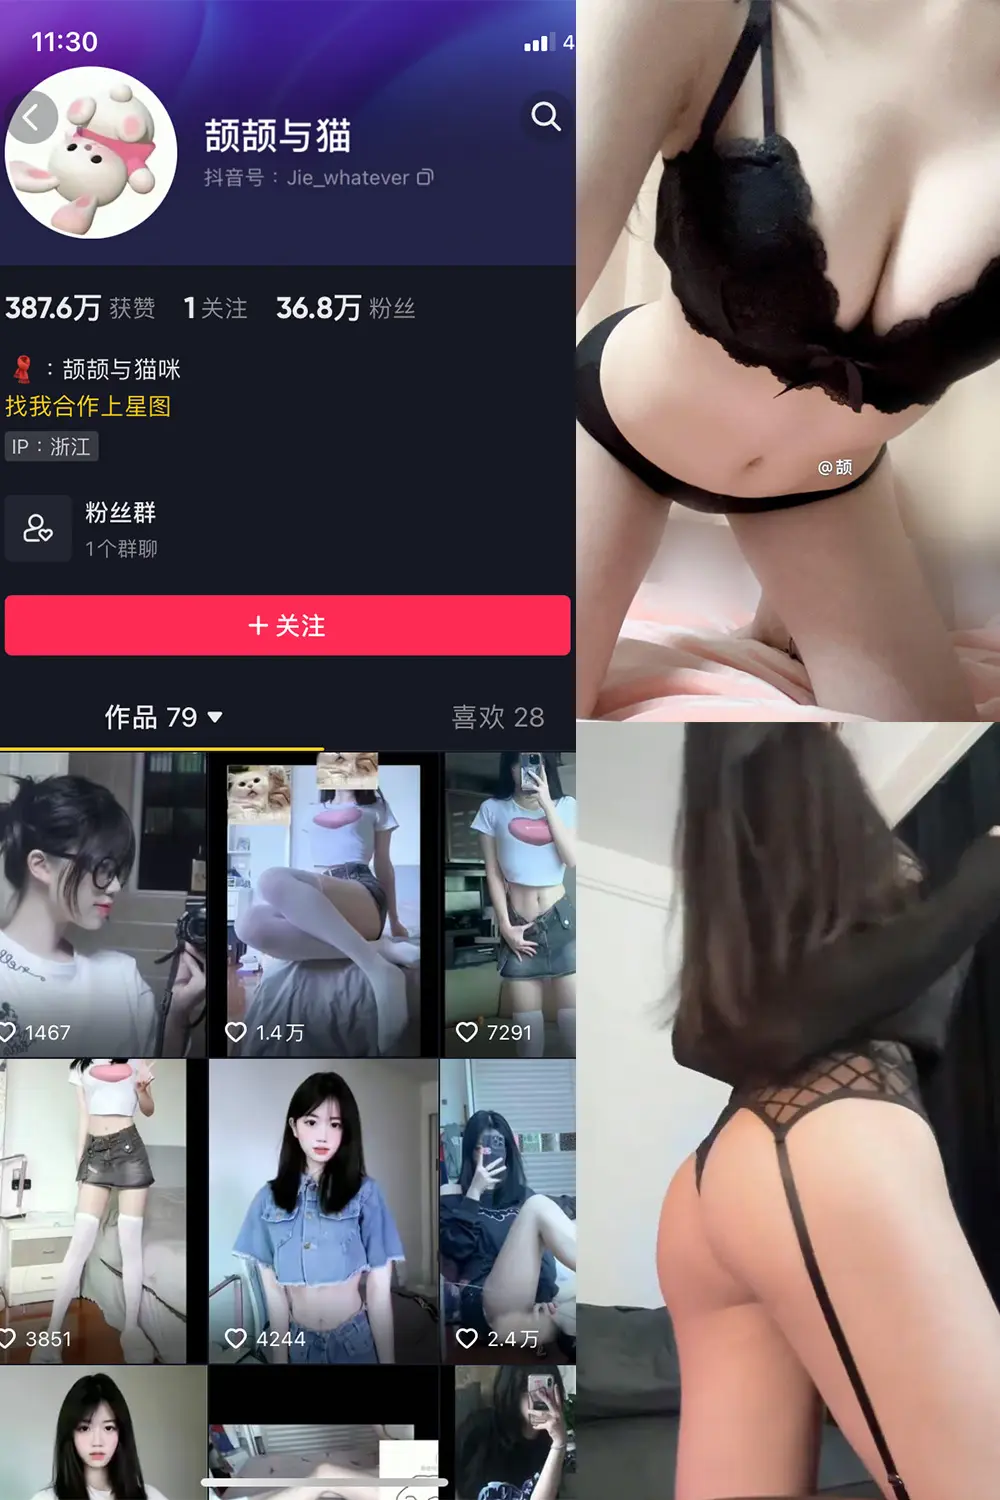 11:30
4
颉颉与猫
抖音号：Jie_whatever
387.6万 获赞 1 关注 36.8万 粉丝
：颉颉与猫咪
找我合作上星图
IP：浙江
粉丝群
1个群聊
+ 关注
作品 79 喜欢 28
1467
1.4万
7291
3851
4244
2.4万
@颉